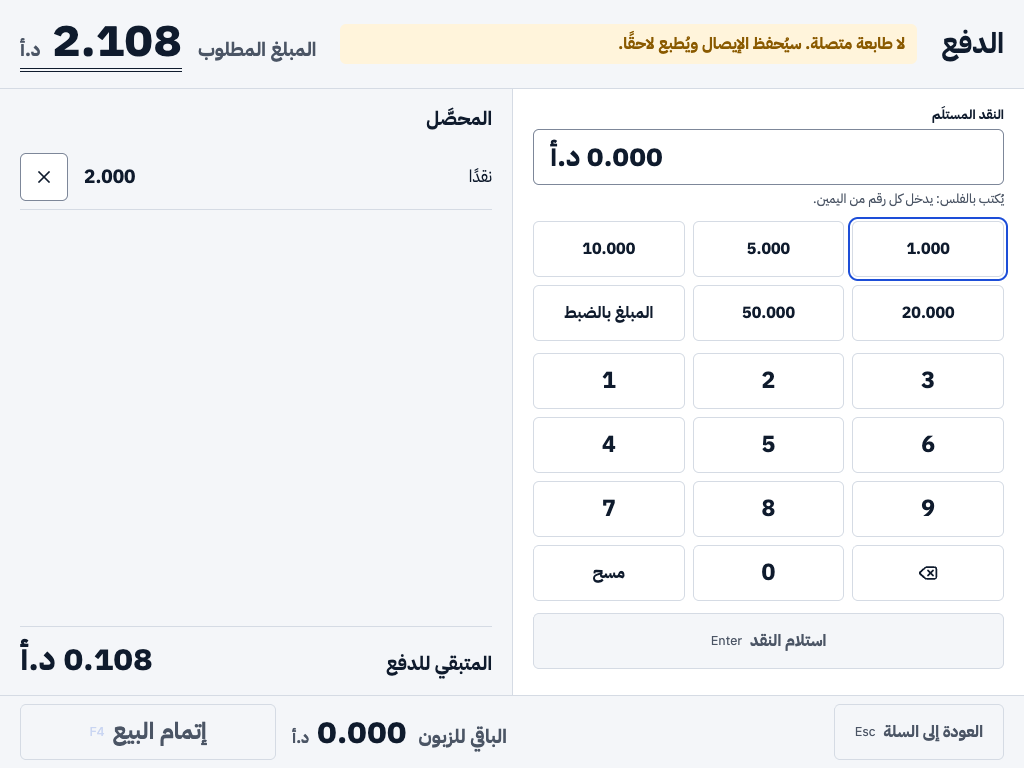 الدفع
لا طابعة متصلة. سيُحفظ الإيصال ويُطبع لاحقًا.
المبلغ المطلوب 2.108 د.أ
النقد المستلَم
0.000 د.أ
يُكتب بالفلس: يدخل كل رقم من اليمين.
1.000 5.000 10.000
20.000 50.000 المبلغ بالضبط
3 2 1
6 5 4
9 8 7
0 مسح
استلام النقد Enter
المحصَّل
نقدًا 2.000
المتبقي للدفع 0.108 د.أ
العودة إلى السلة Esc
الباقي للزبون 0.000 د.أ
إتمام البيع F4